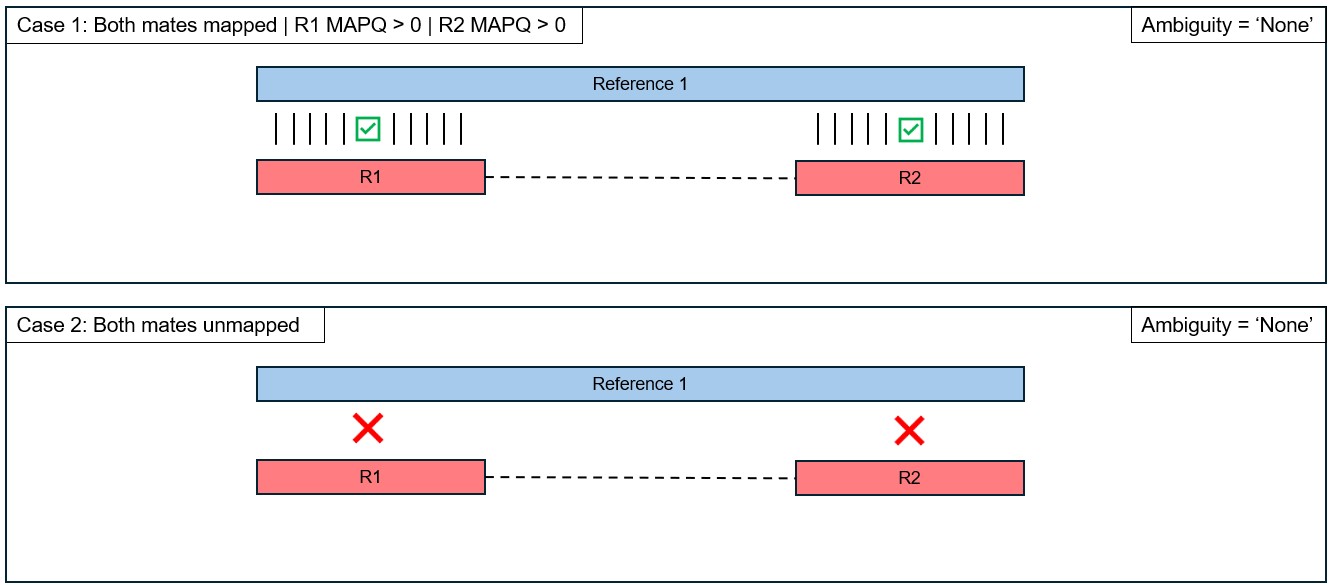 Case 1: Both mates mapped | R1 MAPQ > 0 | R2 MAPQ > 0
Ambiguity = ‘None’
Reference 1
R1
R2
Case 2: Both mates unmapped
Ambiguity = ‘None’
Reference 1
R1
R2